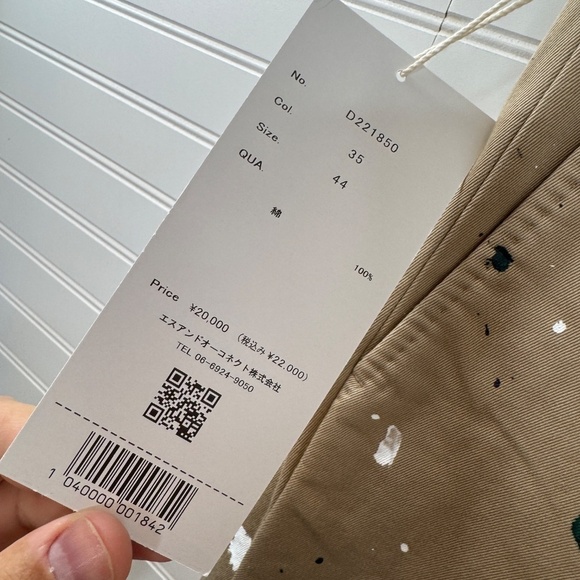 No. D221850
Col. 35
Size. 44
QUA.
綿 100%
Price ¥20,000 (税込み ¥22,000)
エスアンドオーコネクト株式会社
TEL 06-6924-9050
1 040000 001842